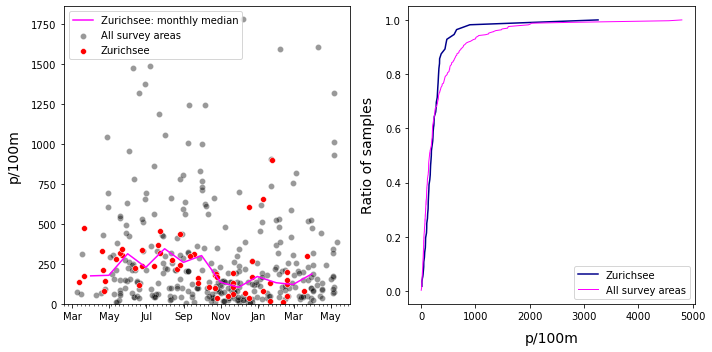 Zurichsee: monthly median
All survey areas
Zurichsee
p/100m
1750
1500
1250
1000
750
500
250
0
Mar May Jul Sep Nov Jan Mar May
Ratio of samples
1.0
0.8
0.6
0.4
0.2
0.0
Zurichsee
All survey areas
0 1000 2000 3000 4000 5000
p/100m